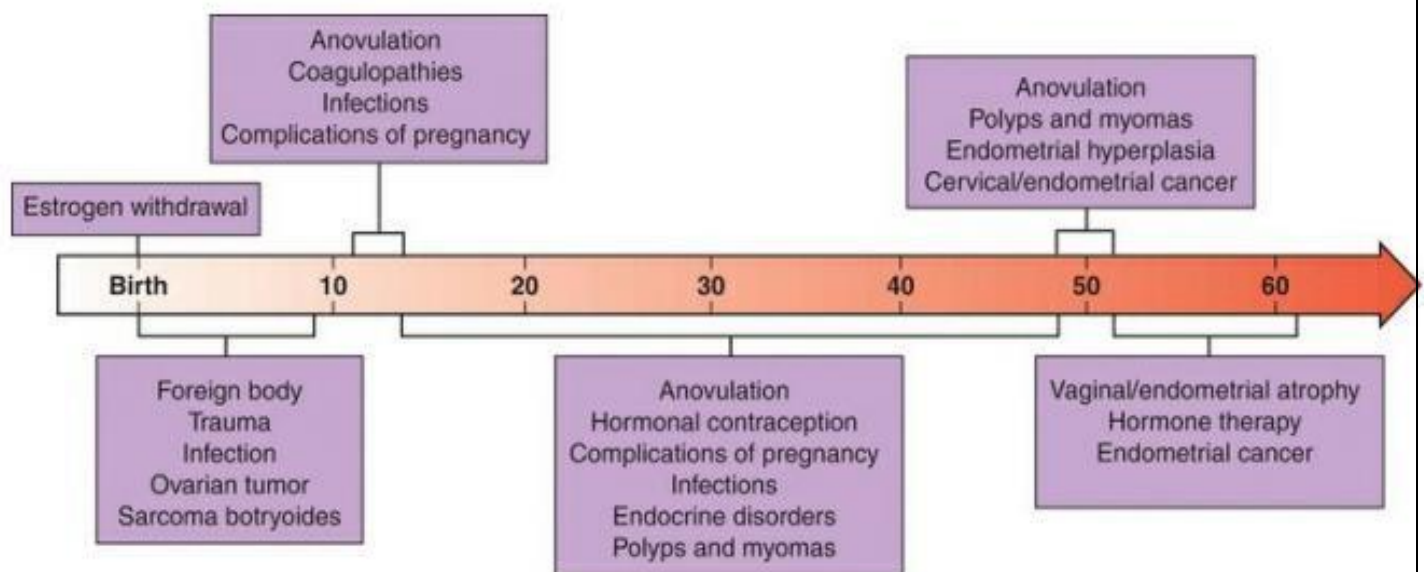 Anovulation
Coagulopathies
Infections
Complications of pregnancy
Anovulation
Polyps and myomas
Endometrial hyperplasia
Cervical/endometrial cancer
Estrogen withdrawal
Birth 10 20 30 40 50 60
Foreign body
Trauma
Infection
Ovarian tumor
Sarcoma botryoides
Anovulation
Hormonal contraception
Complications of pregnancy
Infections
Endocrine disorders
Polyps and myomas
Vaginal/endometrial atrophy
Hormone therapy
Endometrial cancer